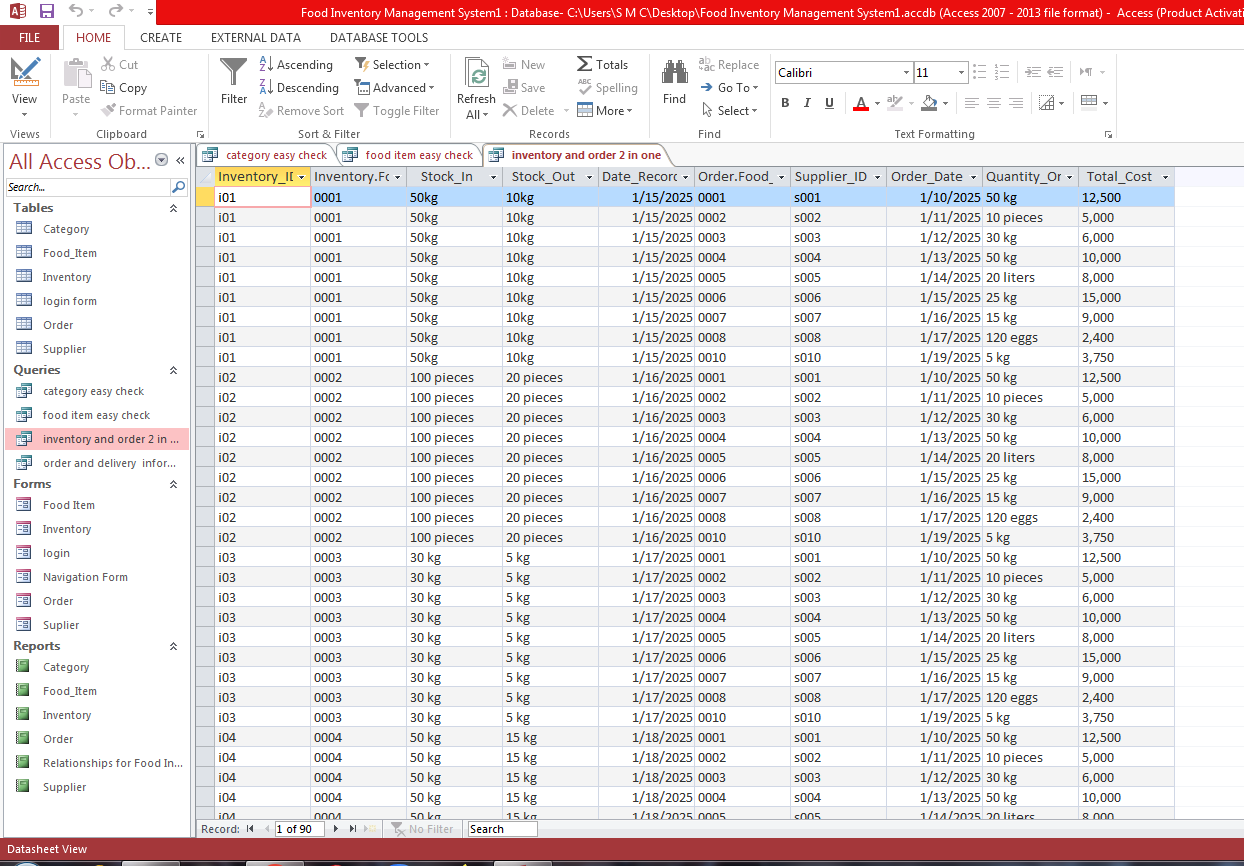 Food Inventory Management System1 : Database- C:\Users\S M C\Desktop\Food Inventory Management System1.accdb (Access 2007 - 2013 file format) - Access (Product Activati
FILE HOME CREATE EXTERNAL DATA DATABASE TOOLS
Cut Ascending Selection New Totals Replace Calibri 11
Copy Descending Advanced Save Spelling Go To
View Paste Format Painter Filter Remove Sort Toggle Filter Refresh All Delete More Find Select B I U A
Views Clipboard Sort & Filter Records Find Text Formatting
All Access Ob...
Search...
Tables
Category
Food_Item
Inventory
login form
Order
Supplier
Queries
category easy check
food item easy check
inventory and order 2 in ...
order and delivery infor...
Forms
Food Item
Inventory
login
Navigation Form
Order
Suplier
Reports
Category
Food_Item
Inventory
Order
Relationships for Food In...
Supplier
category easy check food item easy check inventory and order 2 in one
Inventory_ID Inventory.Fo Stock_In Stock_Out Date_Record Order.Food_ Supplier_ID Order_Date Quantity_Or Total_Cost
i01 0001 50kg 10kg 1/15/2025 0001 s001 1/10/2025 50 kg 12,500
i01 0001 50kg 10kg 1/15/2025 0002 s002 1/11/2025 10 pieces 5,000
i01 0001 50kg 10kg 1/15/2025 0003 s003 1/12/2025 30 kg 6,000
i01 0001 50kg 10kg 1/15/2025 0004 s004 1/13/2025 50 kg 10,000
i01 0001 50kg 10kg 1/15/2025 0005 s005 1/14/2025 20 liters 8,000
i01 0001 50kg 10kg 1/15/2025 0006 s006 1/15/2025 25 kg 15,000
i01 0001 50kg 10kg 1/15/2025 0007 s007 1/16/2025 15 kg 9,000
i01 0001 50kg 10kg 1/15/2025 0008 s008 1/17/2025 120 eggs 2,400
i01 0001 50kg 10kg 1/15/2025 0010 s010 1/19/2025 5 kg 3,750
i02 0002 100 pieces 20 pieces 1/16/2025 0001 s001 1/10/2025 50 kg 12,500
i02 0002 100 pieces 20 pieces 1/16/2025 0002 s002 1/11/2025 10 pieces 5,000
i02 0002 100 pieces 20 pieces 1/16/2025 0003 s003 1/12/2025 30 kg 6,000
i02 0002 100 pieces 20 pieces 1/16/2025 0004 s004 1/13/2025 50 kg 10,000
i02 0002 100 pieces 20 pieces 1/16/2025 0005 s005 1/14/2025 20 liters 8,000
i02 0002 100 pieces 20 pieces 1/16/2025 0006 s006 1/15/2025 25 kg 15,000
i02 0002 100 pieces 20 pieces 1/16/2025 0007 s007 1/16/2025 15 kg 9,000
i02 0002 100 pieces 20 pieces 1/16/2025 0008 s008 1/17/2025 120 eggs 2,400
i02 0002 100 pieces 20 pieces 1/16/2025 0010 s010 1/19/2025 5 kg 3,750
i03 0003 30 kg 5 kg 1/17/2025 0001 s001 1/10/2025 50 kg 12,500
i03 0003 30 kg 5 kg 1/17/2025 0002 s002 1/11/2025 10 pieces 5,000
i03 0003 30 kg 5 kg 1/17/2025 0003 s003 1/12/2025 30 kg 6,000
i03 0003 30 kg 5 kg 1/17/2025 0004 s004 1/13/2025 50 kg 10,000
i03 0003 30 kg 5 kg 1/17/2025 0005 s005 1/14/2025 20 liters 8,000
i03 0003 30 kg 5 kg 1/17/2025 0006 s006 1/15/2025 25 kg 15,000
i03 0003 30 kg 5 kg 1/17/2025 0007 s007 1/16/2025 15 kg 9,000
i03 0003 30 kg 5 kg 1/17/2025 0008 s008 1/17/2025 120 eggs 2,400
i03 0003 30 kg 5 kg 1/17/2025 0010 s010 1/19/2025 5 kg 3,750
i04 0004 50 kg 15 kg 1/18/2025 0001 s001 1/10/2025 50 kg 12,500
i04 0004 50 kg 15 kg 1/18/2025 0002 s002 1/11/2025 10 pieces 5,000
i04 0004 50 kg 15 kg 1/18/2025 0003 s003 1/12/2025 30 kg 6,000
i04 0004 50 kg 15 kg 1/18/2025 0004 s004 1/13/2025 50 kg 10,000
i04 0004 50 kg 15 kg 1/18/2025 0005 s005 1/14/2025 20 liters 8,000
Record: 1 of 90 No Filter Search
Datasheet View